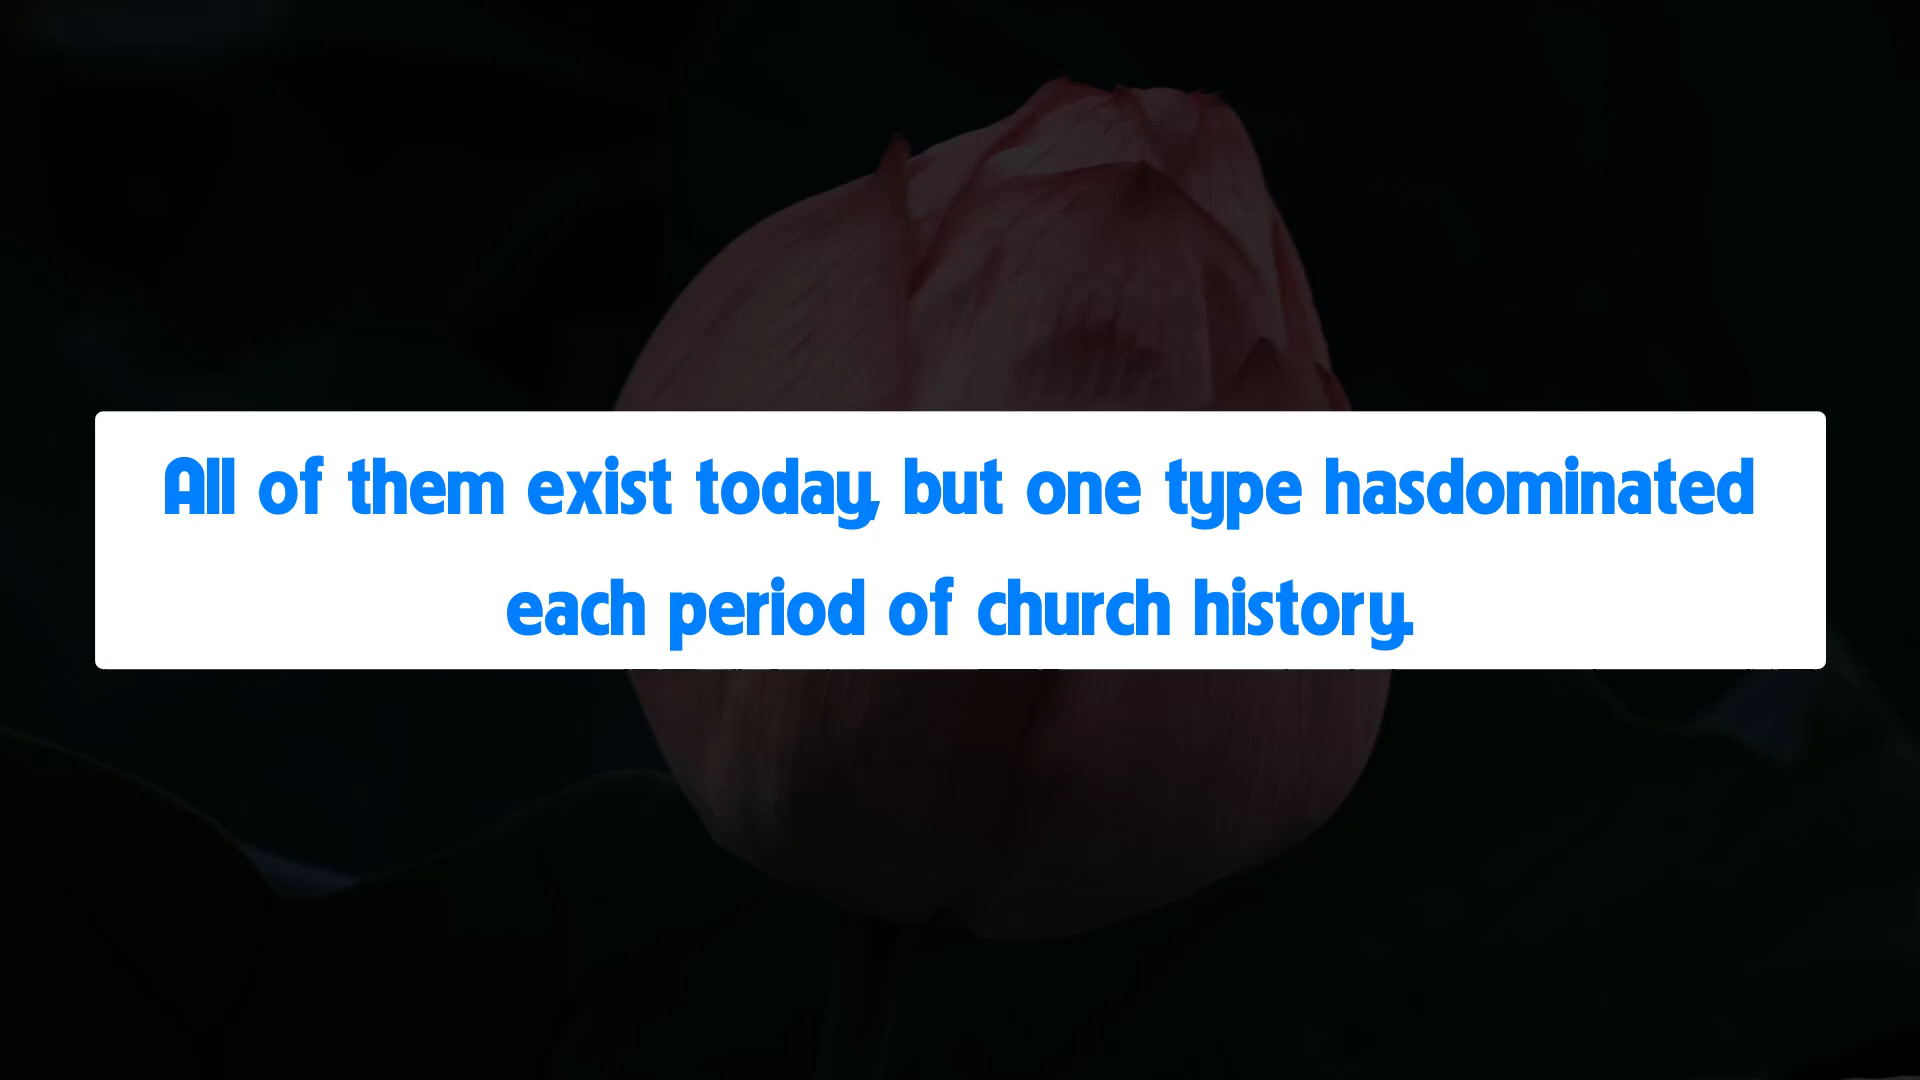 All of them exist today, but one type hasdominated
each period of church history.